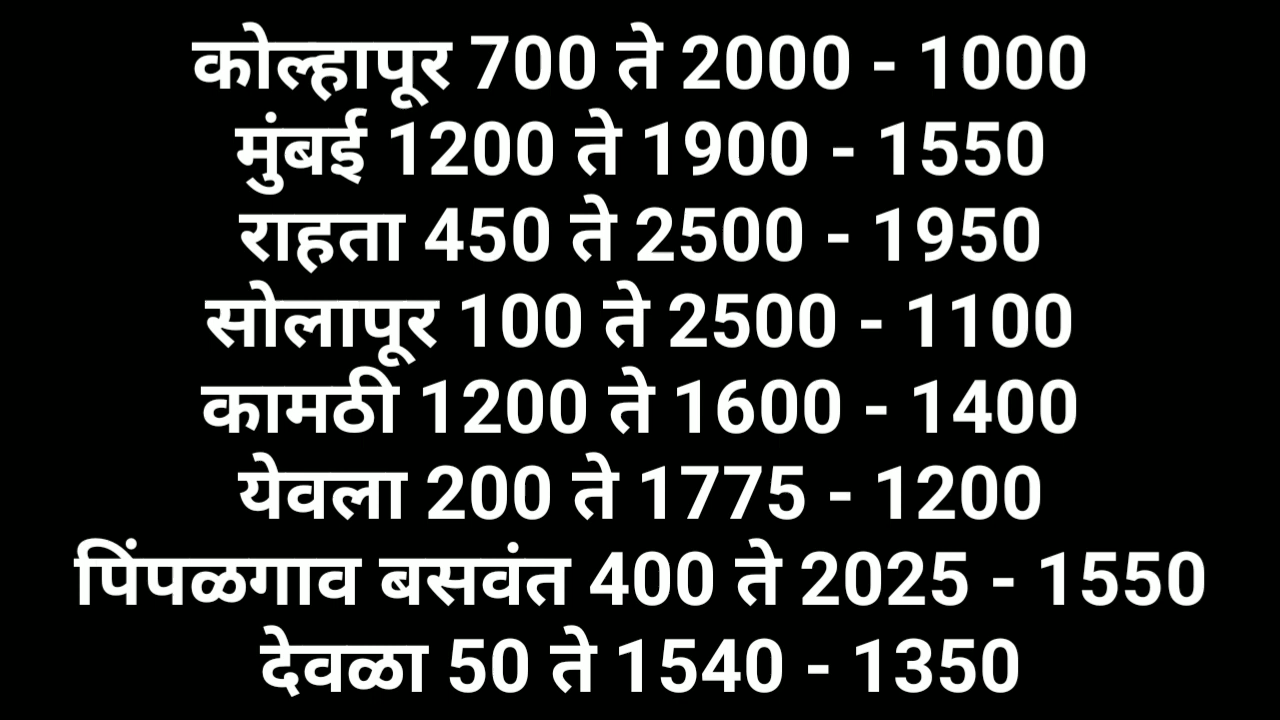 कोल्हापूर 700 ते 2000 - 1000
मुंबई 1200 ते 1900 - 1550
राहता 450 ते 2500 - 1950
सोलापूर 100 ते 2500 - 1100
कामठी 1200 ते 1600 - 1400
येवला 200 ते 1775 - 1200
पिंपळगाव बसवंत 400 ते 2025 - 1550
देवळा 50 ते 1540 - 1350